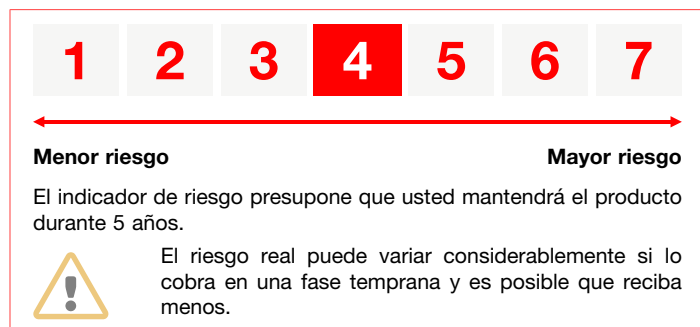 1 2 3 4 5 6 7
Menor riesgo Mayor riesgo
El indicador de riesgo presupone que usted mantendrá el producto
durante 5 años.
El riesgo real puede variar considerablemente si lo
cobra en una fase temprana y es posible que reciba
menos.